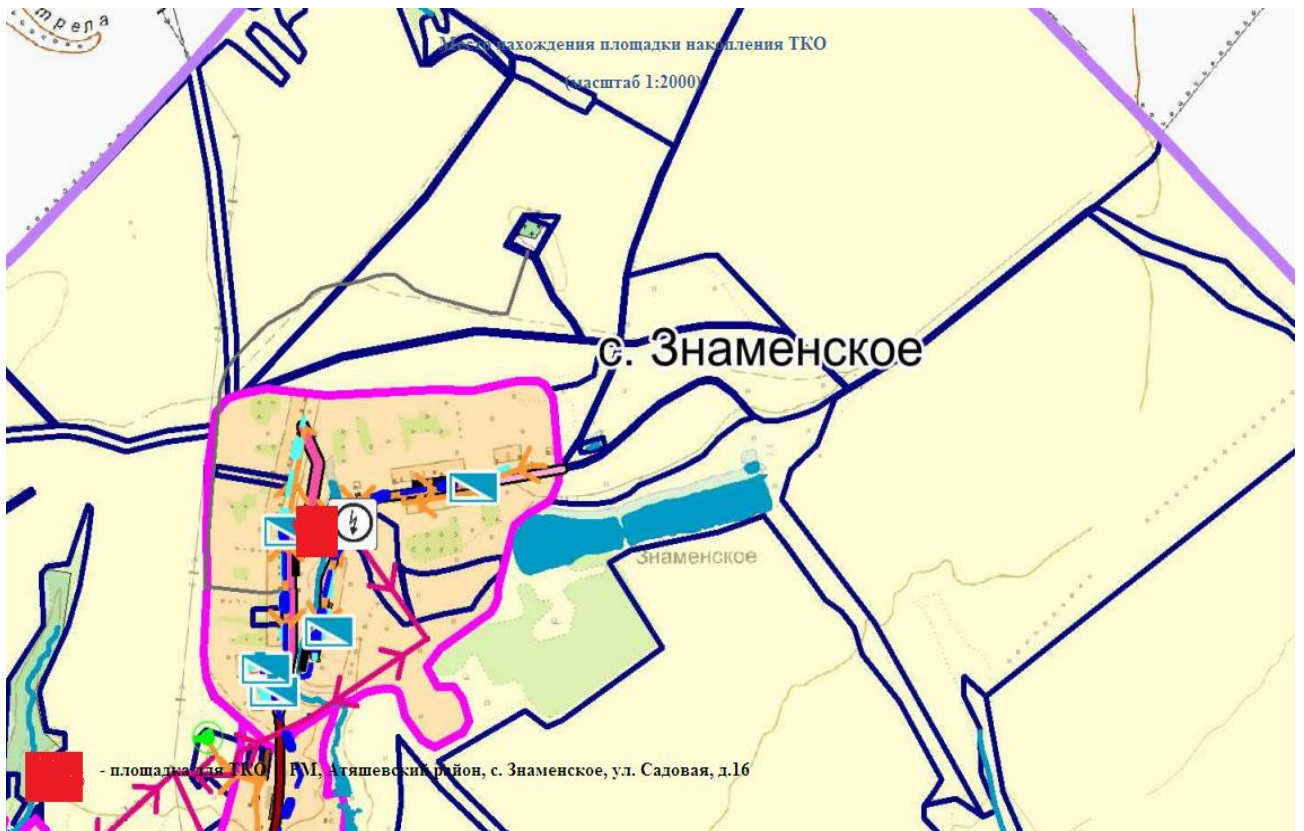 трела
Место нахождения площадки накопления ТКО
(масштаб 1:2000)
с. Знаменское
Знаменское
- площадка для ТКО, РМ, Атяшевский район, с. Знаменское, ул. Садовая, д.16